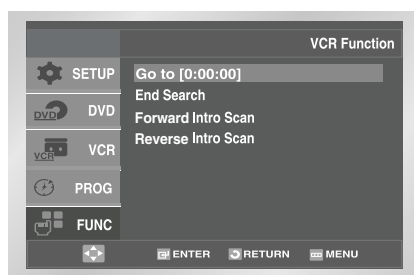 VCR Function
SETUP
DVD DVD
VCR VCR
PROG
FUNC
Go to [0:00:00]
End Search
Forward Intro Scan
Reverse Intro Scan
ENTER RETURN MENU